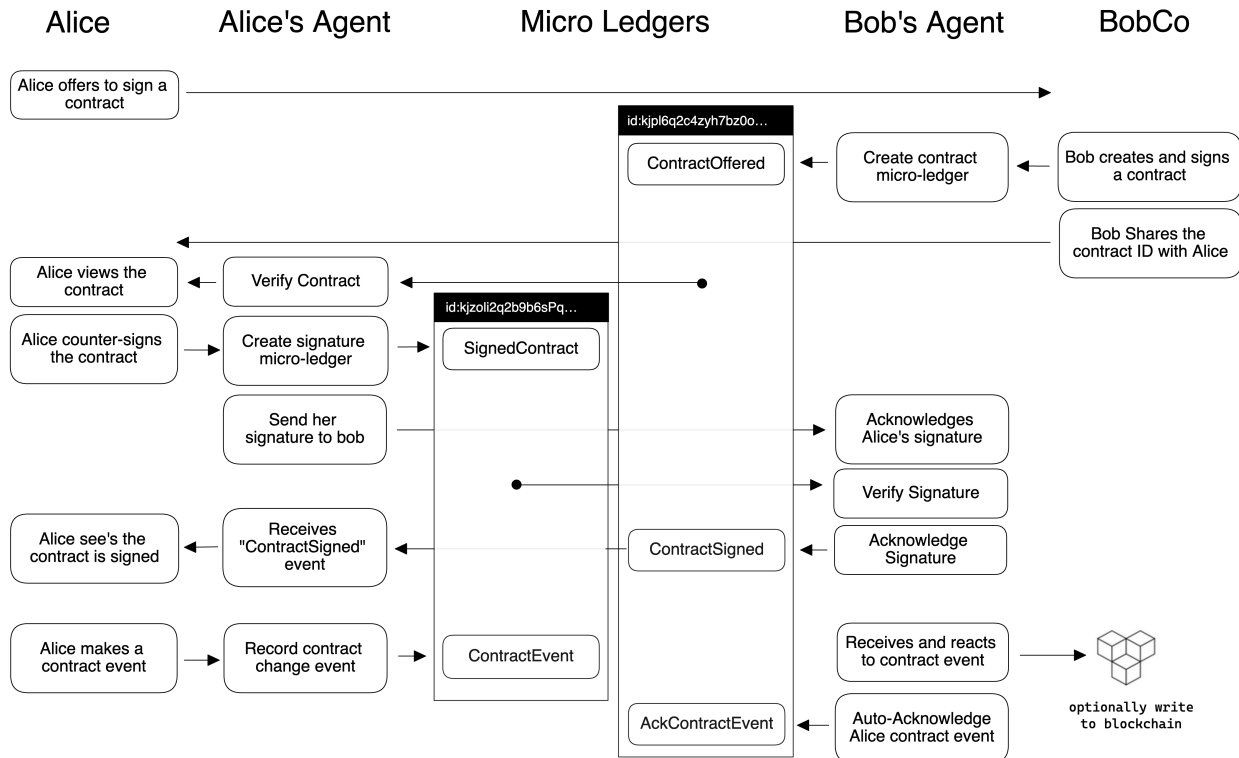 Alice
Alice's Agent
Micro Ledgers
Bob's Agent
BobCo
Alice offers to sign a
contract
id:kjpl6q2c4zyh7bz0o...
ContractOffered
Create contract
micro-ledger
Bob creates and signs
a contract
Bob Shares the
contract ID with Alice
Alice views the
contract
Verify Contract
id:kjzoli2q2b9b6sPq...
Alice counter-signs
the contract
Create signature
micro-ledger
SignedContract
Send her
signature to bob
Acknowledges
Alice's signature
Verify Signature
Alice see's the
contract is signed
Receives
"ContractSigned"
event
ContractSigned
Acknowledge
Signature
Alice makes a
contract event
Record contract
change event
ContractEvent
Receives and reacts
to contract event
optionally write
to blockchain
AckContractEvent
Auto-Acknowledge
Alice contract event